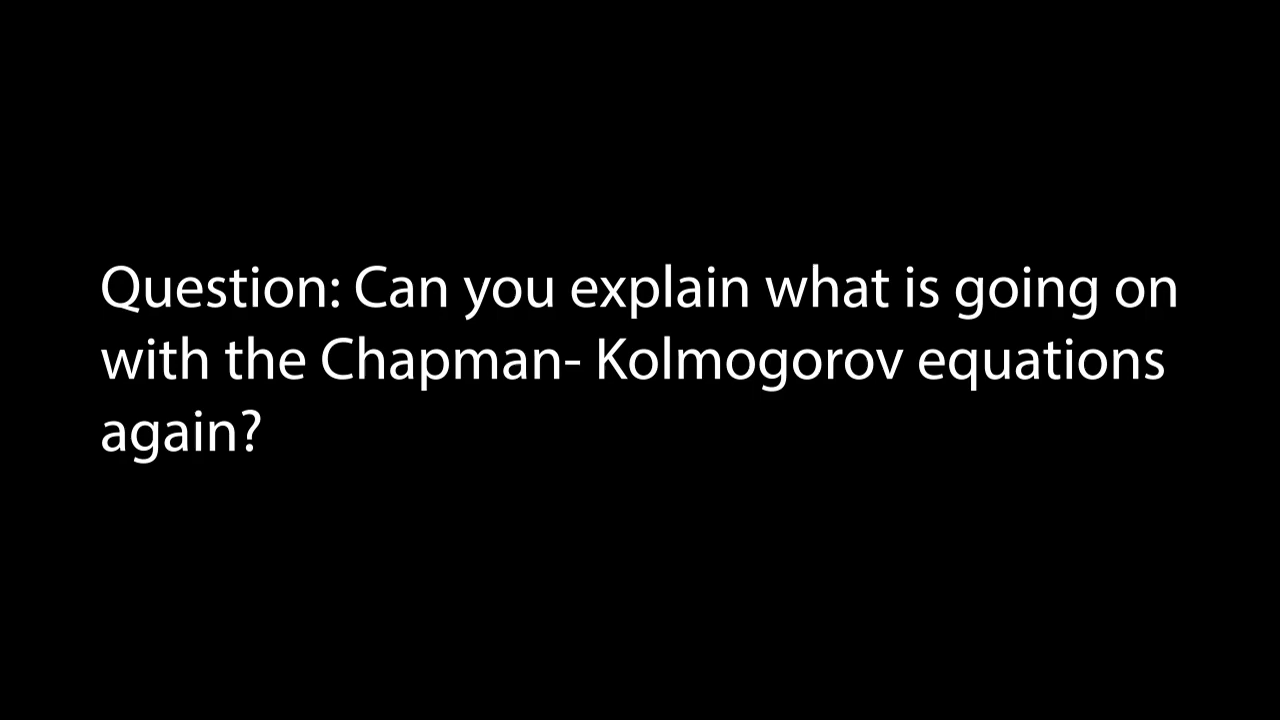 Question: Can you explain what is going on
with the Chapman- Kolmogorov equations
again?